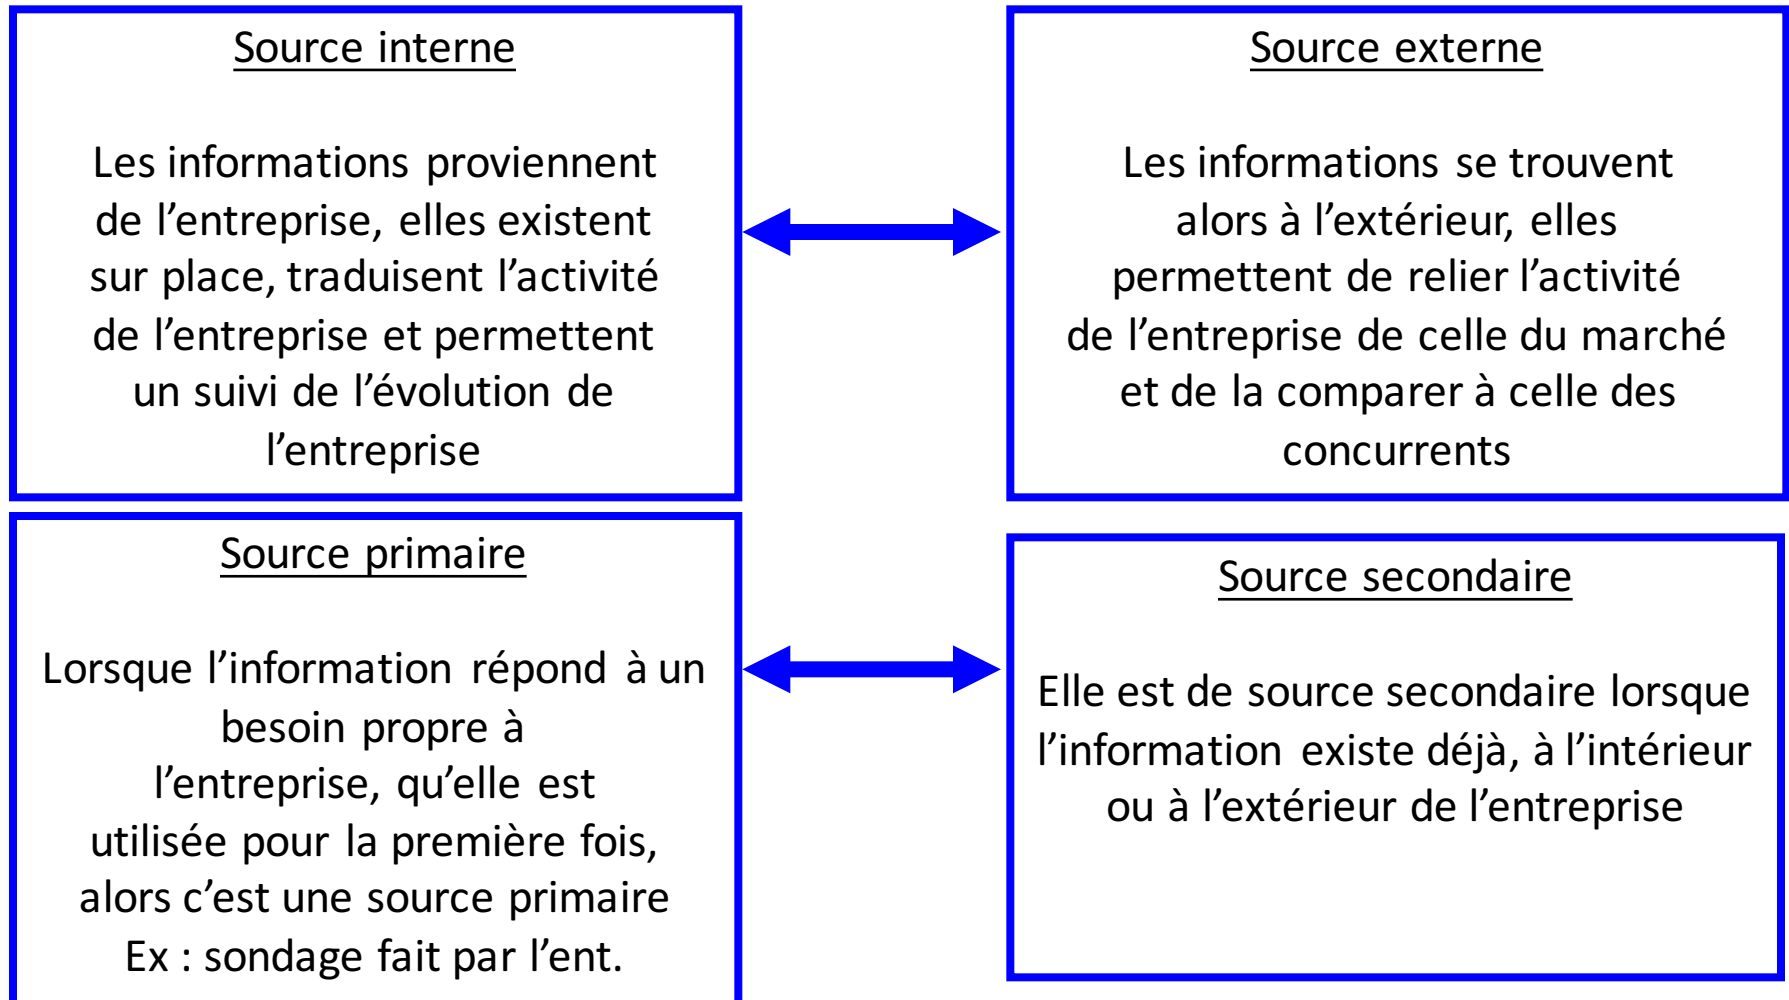 Source interne
Les informations proviennent
de l’entreprise, elles existent
sur place, traduisent l’activité
de l’entreprise et permettent
un suivi de l’évolution de
l’entreprise
Source externe
Les informations se trouvent
alors à l’extérieur, elles
permettent de relier l’activité
de l’entreprise de celle du marché
et de la comparer à celle des
concurrents
Source primaire
Lorsque l’information répond à un
besoin propre à
l’entreprise, qu’elle est
utilisée pour la première fois,
alors c’est une source primaire
Ex : sondage fait par l’ent.
Source secondaire
Elle est de source secondaire lorsque
l’information existe déjà, à l’intérieur
ou à l’extérieur de l’entreprise